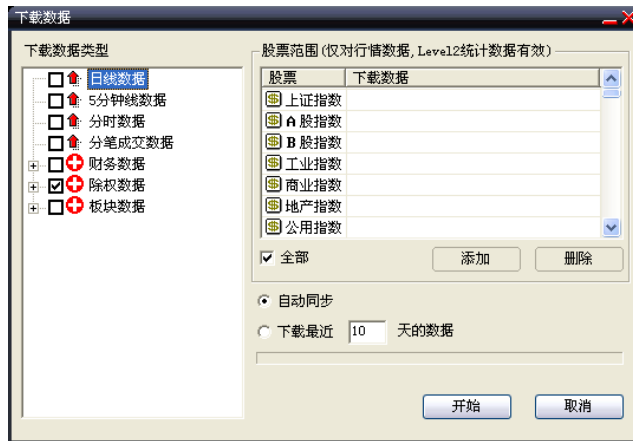 下载数据
下载数据类型
日线数据
5分钟线数据
分时数据
分笔成交数据
财务数据
除权数据
板块数据
股票范围(仅对行情数据, Level2统计数据有效)
股票 下载数据
上证指数
A 股指数
B 股指数
工业指数
商业指数
地产指数
公用指数
全部 添加 删除
自动同步
下载最近 10 天的数据
开始 取消